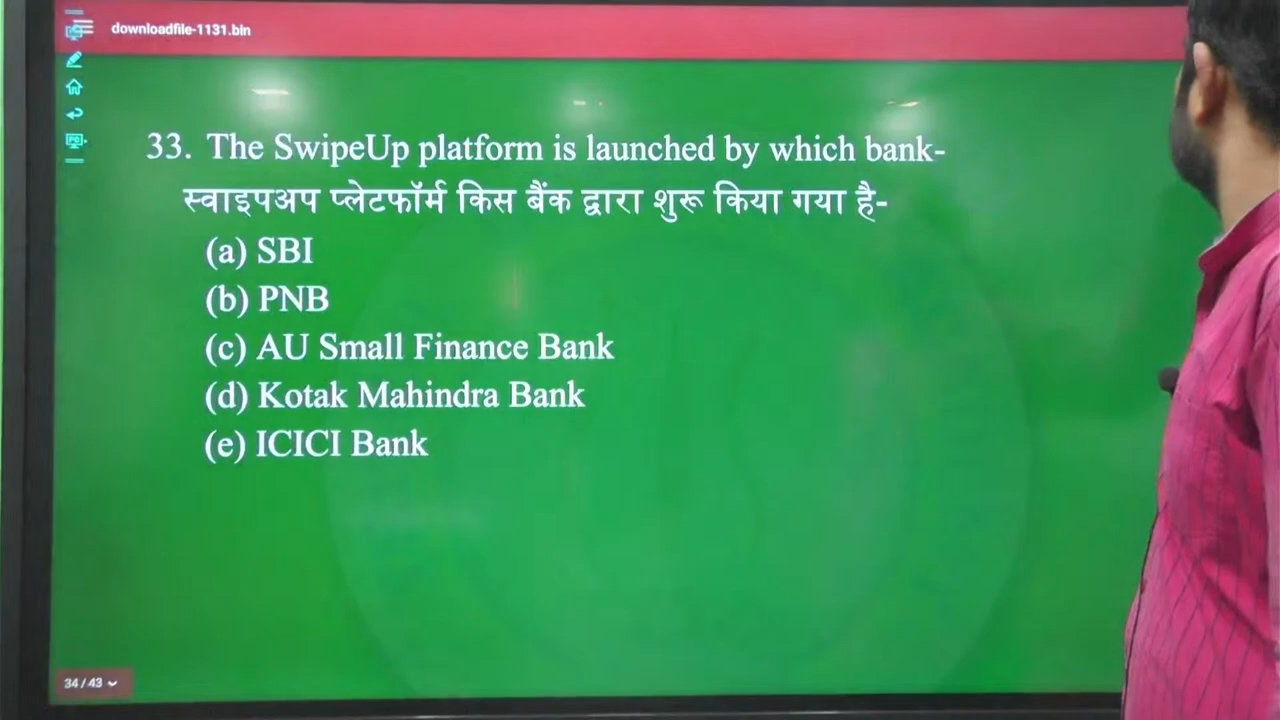 downloadfile-1131.bin
33. The SwipeUp platform is launched by which bank-
स्वाइपअप प्लेटफॉर्म किस बैंक द्वारा शुरू किया गया है-
(a) SBI
(b) PNB
(c) AU Small Finance Bank
(d) Kotak Mahindra Bank
(e) ICICI Bank
34 / 43